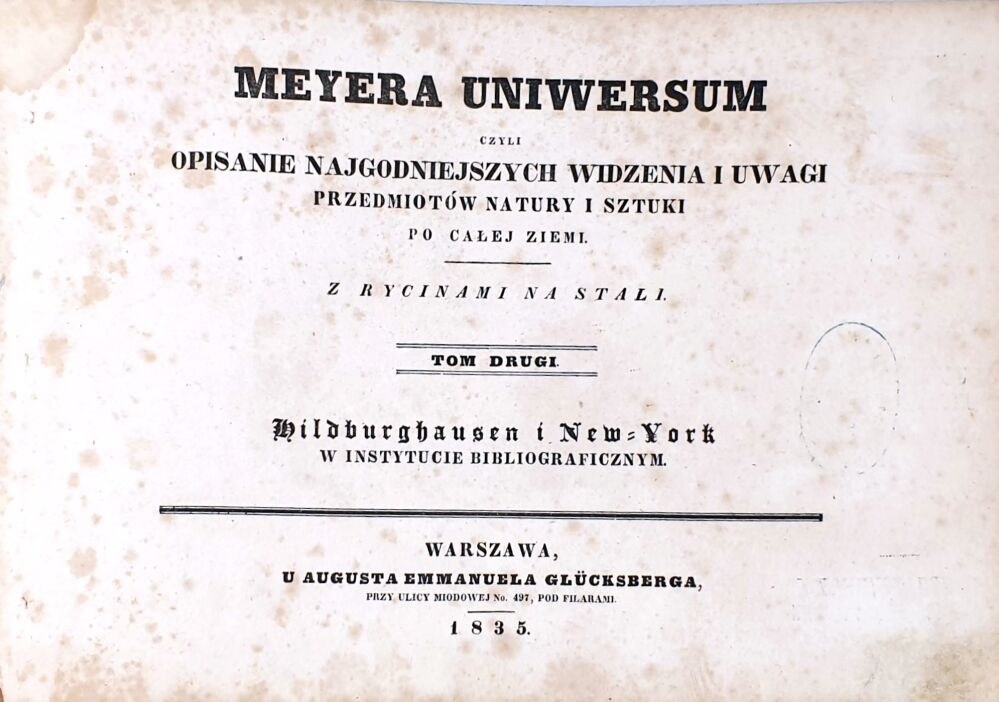 MEYERA UNIWERSUM
CZYLI
OPISANIE NAJGODNIEJSZYCH WIDZENIA I UWAGI
PRZEDMIOTÓW NATURY I SZTUKI
PO CAŁEJ ZIEMI.
Z RYCINAMI NA STALI.
TOM DRUGI.
Hildburghausen i New-York
W INSTYTUCIE BIBLIOGRAFICZNYM.
WARSZAWA,
U AUGUSTA EMMANUELA GLÜCKSBERGA,
PRZY ULICY MIODOWEJ No. 497, POD FILARAMI.
1835.